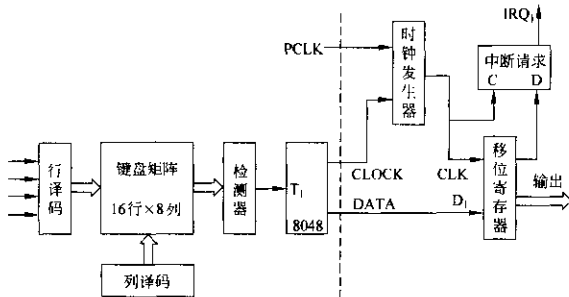 IRQ₁
PCLK
时钟发生器
中断请求
C D
行译码
键盘矩阵
16行×8列
检测器
T₁
8048
CLOCK
CLK
DATA
D₁
移位寄存器
输出
列译码